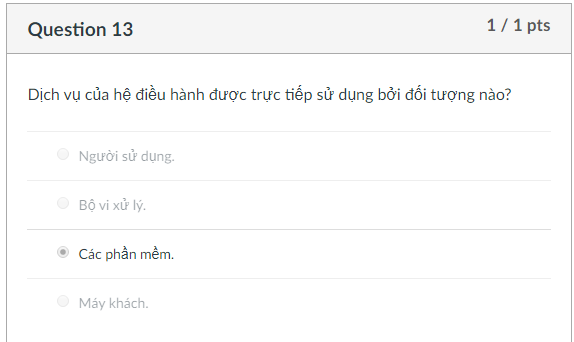 Question 13
1 / 1 pts
Dịch vụ của hệ điều hành được trực tiếp sử dụng bởi đối tượng nào?
Người sử dụng.
Bộ vi xử lý.
Các phần mềm.
Máy khách.